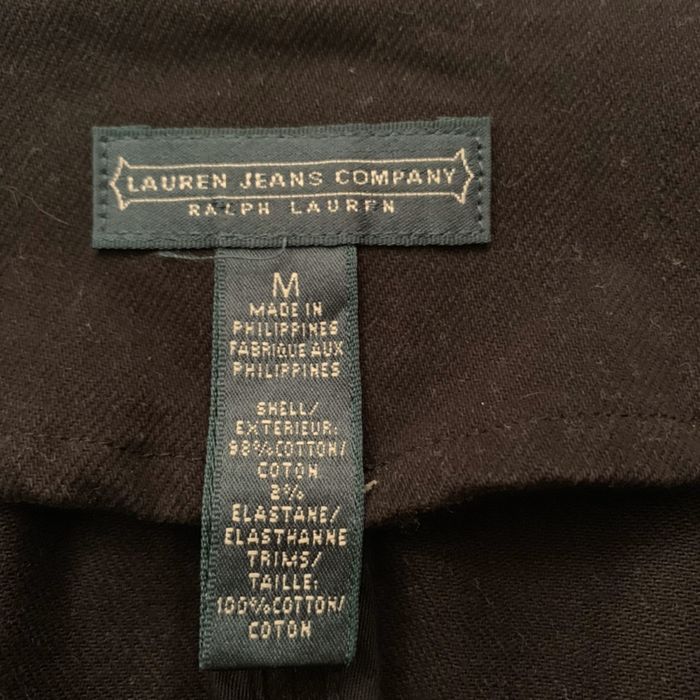 LAUREN JEANS COMPANY
RALPH LAUREN
M
MADE IN
PHILIPPINES
FABRIQUE AUX
PHILIPPINES
SHELL/
EXTERIEUR:
98% COTTON/
COTON
2%
ELASTANE/
ELASTHANNE
TRIMS/
TAILLE:
100% COTTON/
COTON